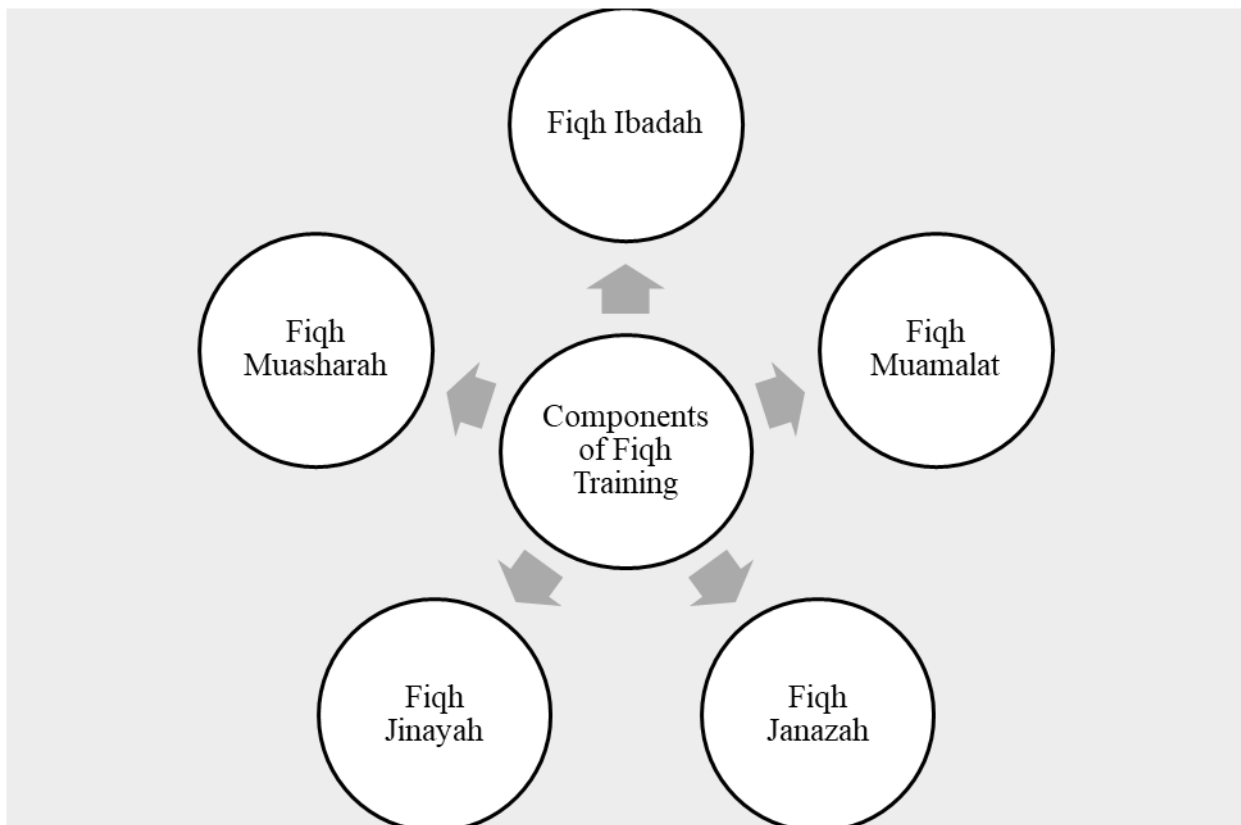 Fiqh Ibadah
Fiqh
Muasharah
Fiqh
Muamalat
Components
of Fiqh
Training
Fiqh
Jinayah
Fiqh
Janazah